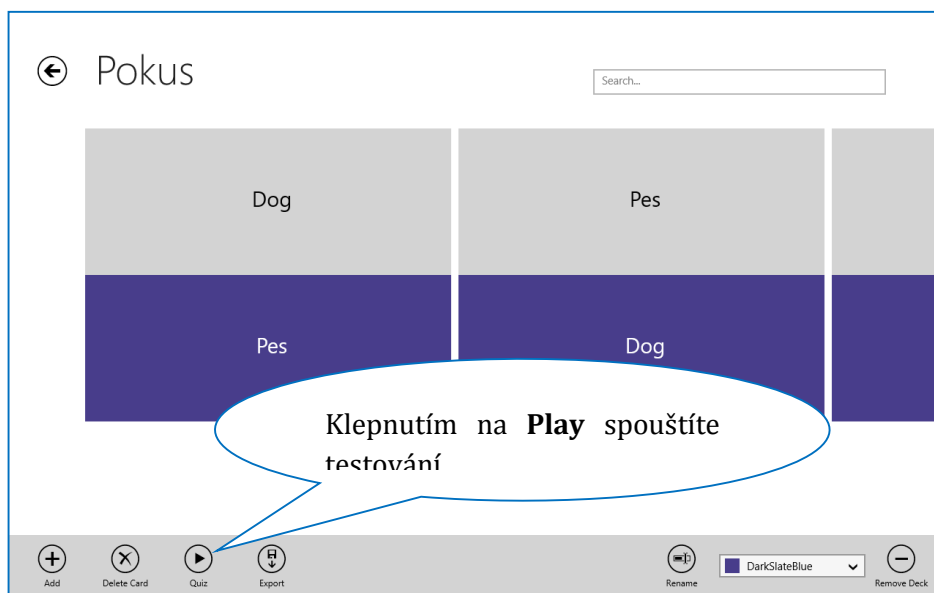 Pokus
Search...
Dog
Pes
Pes
Dog
Klepnutím na Play spouštíte
testování
Add
Delete Card
Quiz
Export
Rename
DarkSlateBlue
Remove Deck